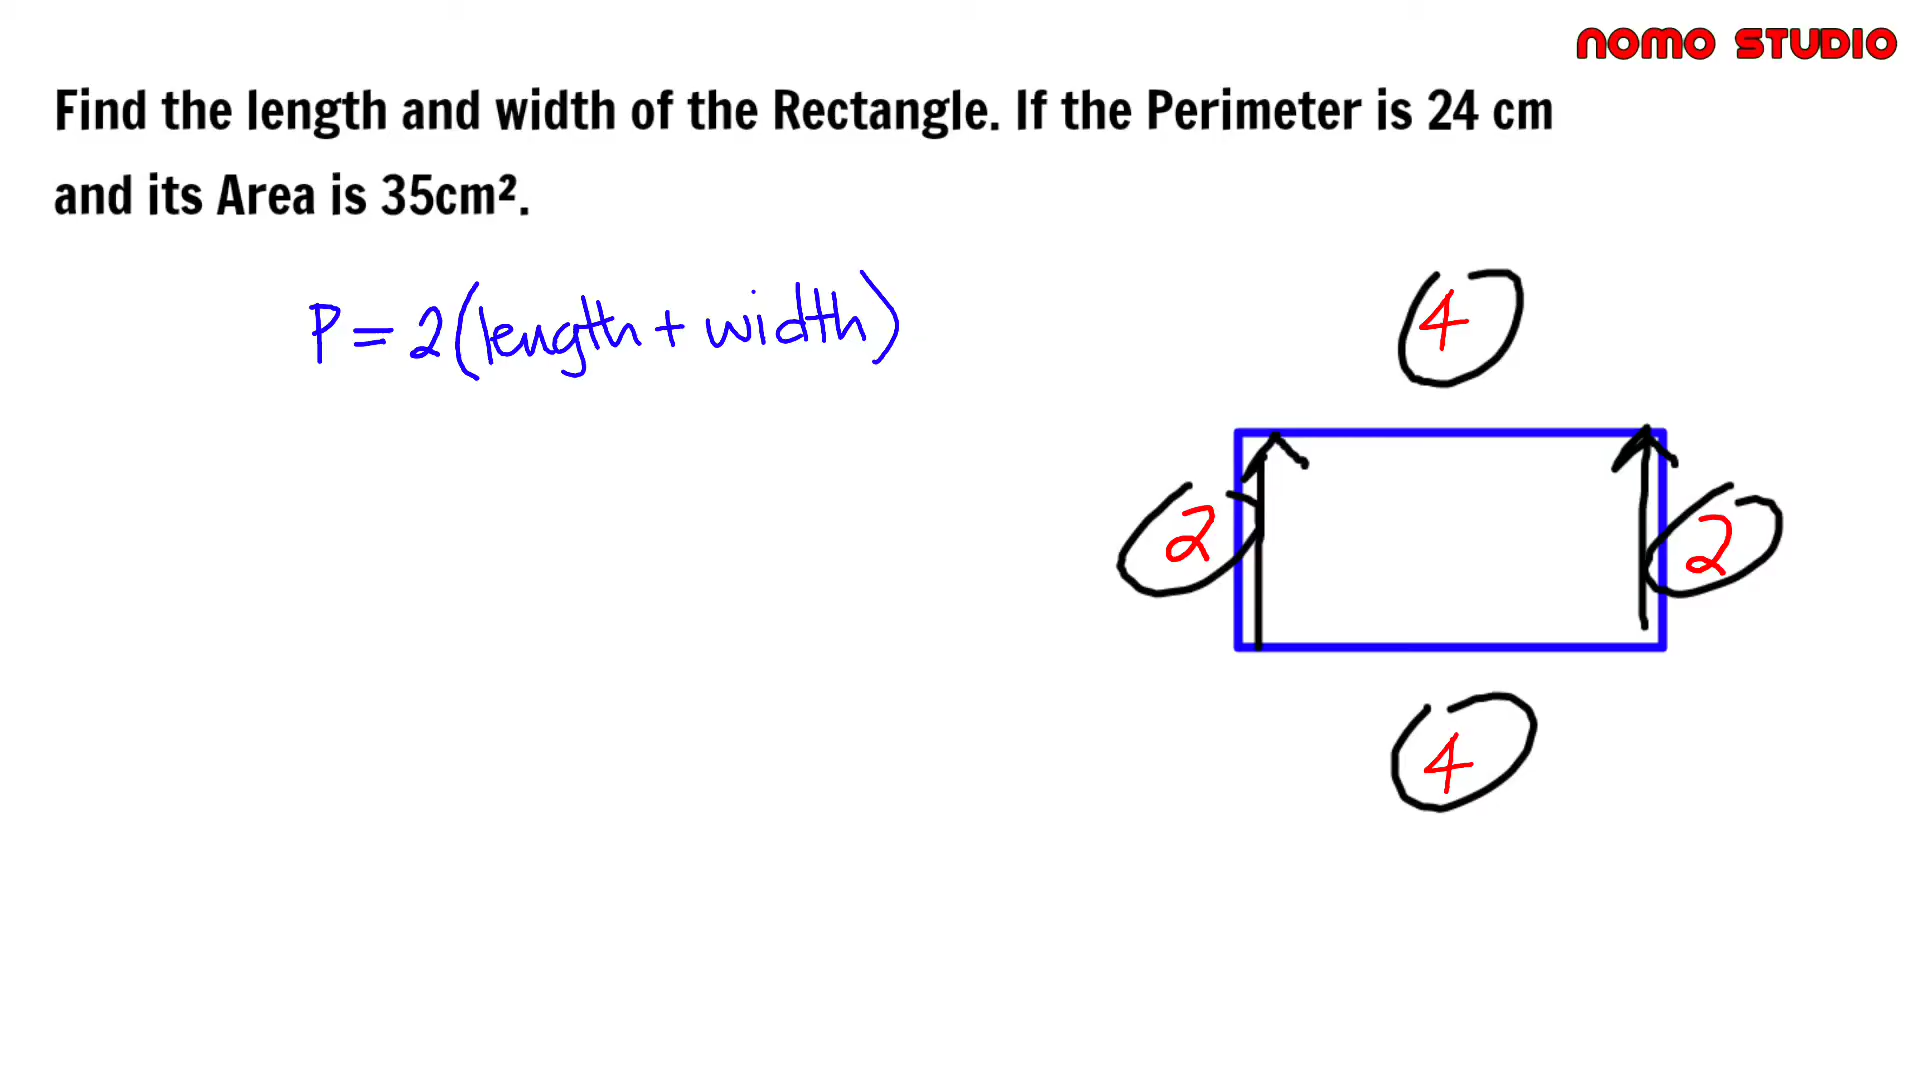 NOMO STUDIO
Find the length and width of the Rectangle. If the Perimeter is 24 cm
and its Area is 35cm².
P = 2(length + width)
4
2
2
4